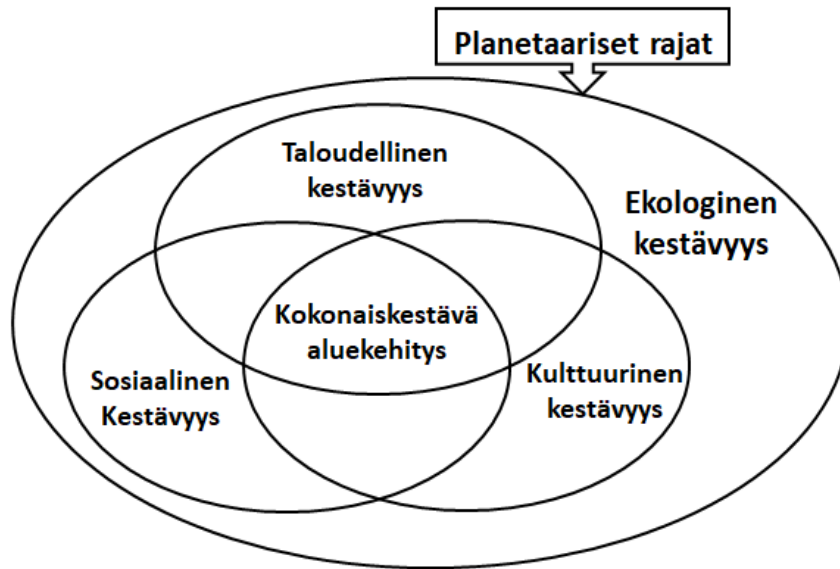 Planetaariset rajat
Taloudellinen
kestävyys
Ekologinen
kestävyys
Kokonaiskestävä
aluekehitys
Sosiaalinen
Kestävyys
Kulttuurinen
kestävyys